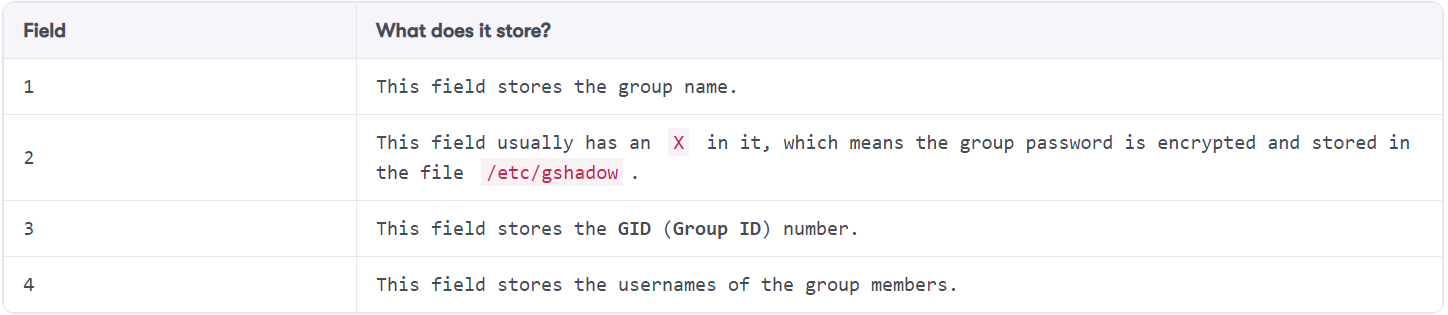 Field What does it store?
1 This field stores the group name.
2 This field usually has an X in it, which means the group password is encrypted and stored in
the file /etc/gshadow .
3 This field stores the GID (Group ID) number.
4 This field stores the usernames of the group members.